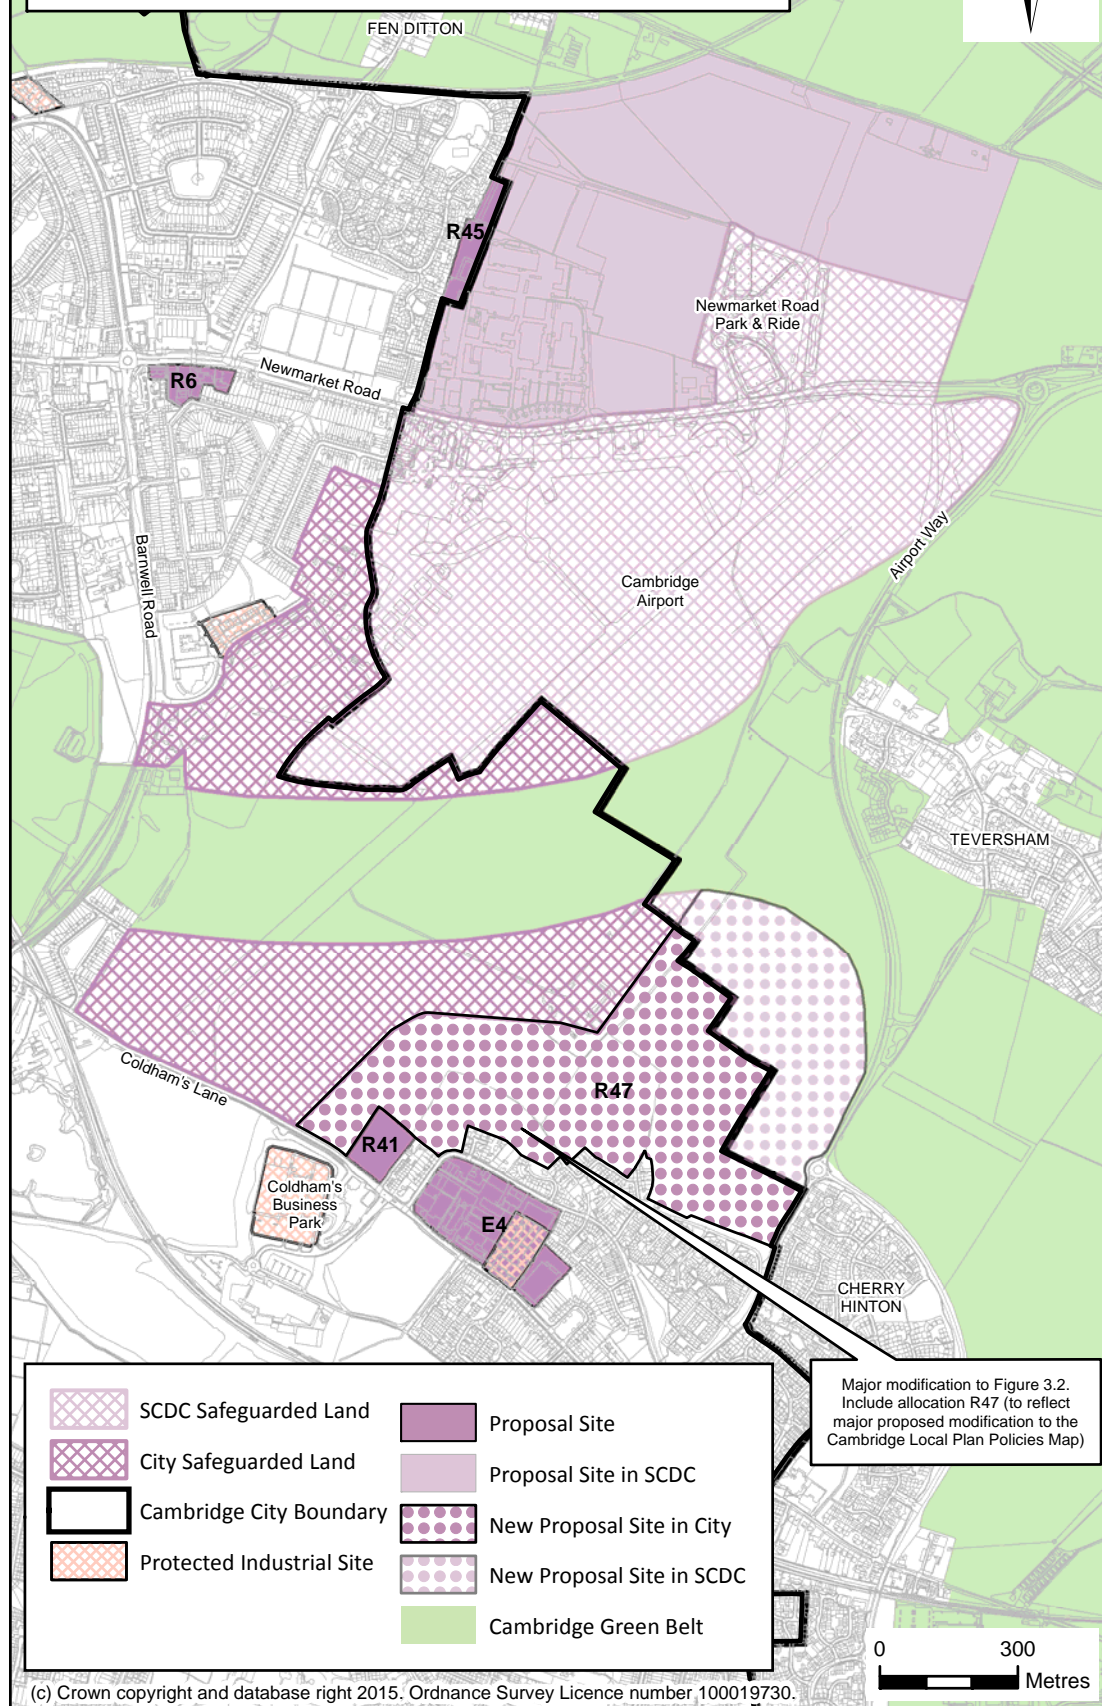 FEN DITTON
R45
Newmarket Road
Park & Ride
R6
Newmarket Road
Barnwell Road
Cambridge
Airport
Airport Way
TEVERSHAM
Coldham's Lane
R47
R41
Coldham's
Business
Park
E4
CHERRY
HINTON
Major modification to Figure 3.2.
Include allocation R47 (to reflect
major proposed modification to the
Cambridge Local Plan Policies Map)
SCDC Safeguarded Land
City Safeguarded Land
Cambridge City Boundary
Protected Industrial Site
Proposal Site
Proposal Site in SCDC
New Proposal Site in City
New Proposal Site in SCDC
Cambridge Green Belt
0 300
Metres
(c) Crown copyright and database right 2015. Ordnance Survey Licence number 100019730.